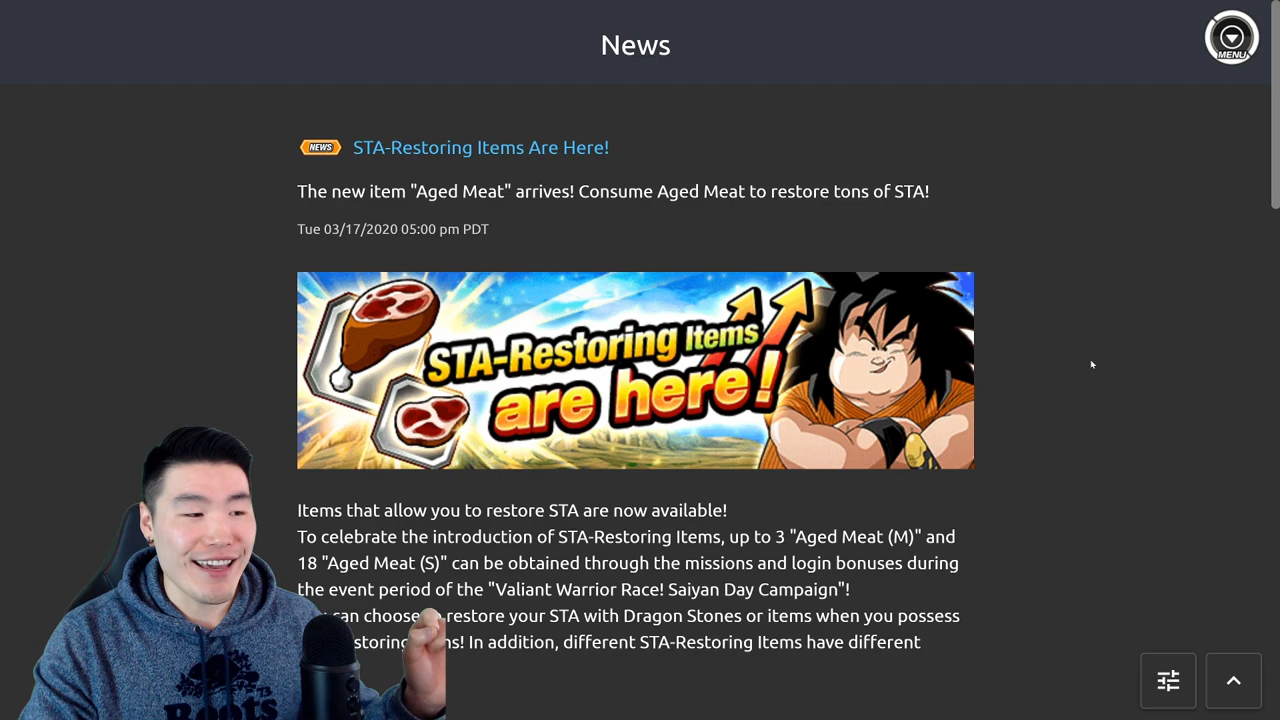 News
MENU
NEWS STA-Restoring Items Are Here!
The new item "Aged Meat" arrives! Consume Aged Meat to restore tons of STA!
Tue 03/17/2020 05:00 pm PDT
STA-Restoring Items
are here!
Items that allow you to restore STA are now available!
To celebrate the introduction of STA-Restoring Items, up to 3 "Aged Meat (M)" and
18 "Aged Meat (S)" can be obtained through the missions and login bonuses during
the event period of the "Valiant Warrior Race! Saiyan Day Campaign"!
can choose restore your STA with Dragon Stones or items when you possess
In addition, different STA-Restoring Items have different
Roots